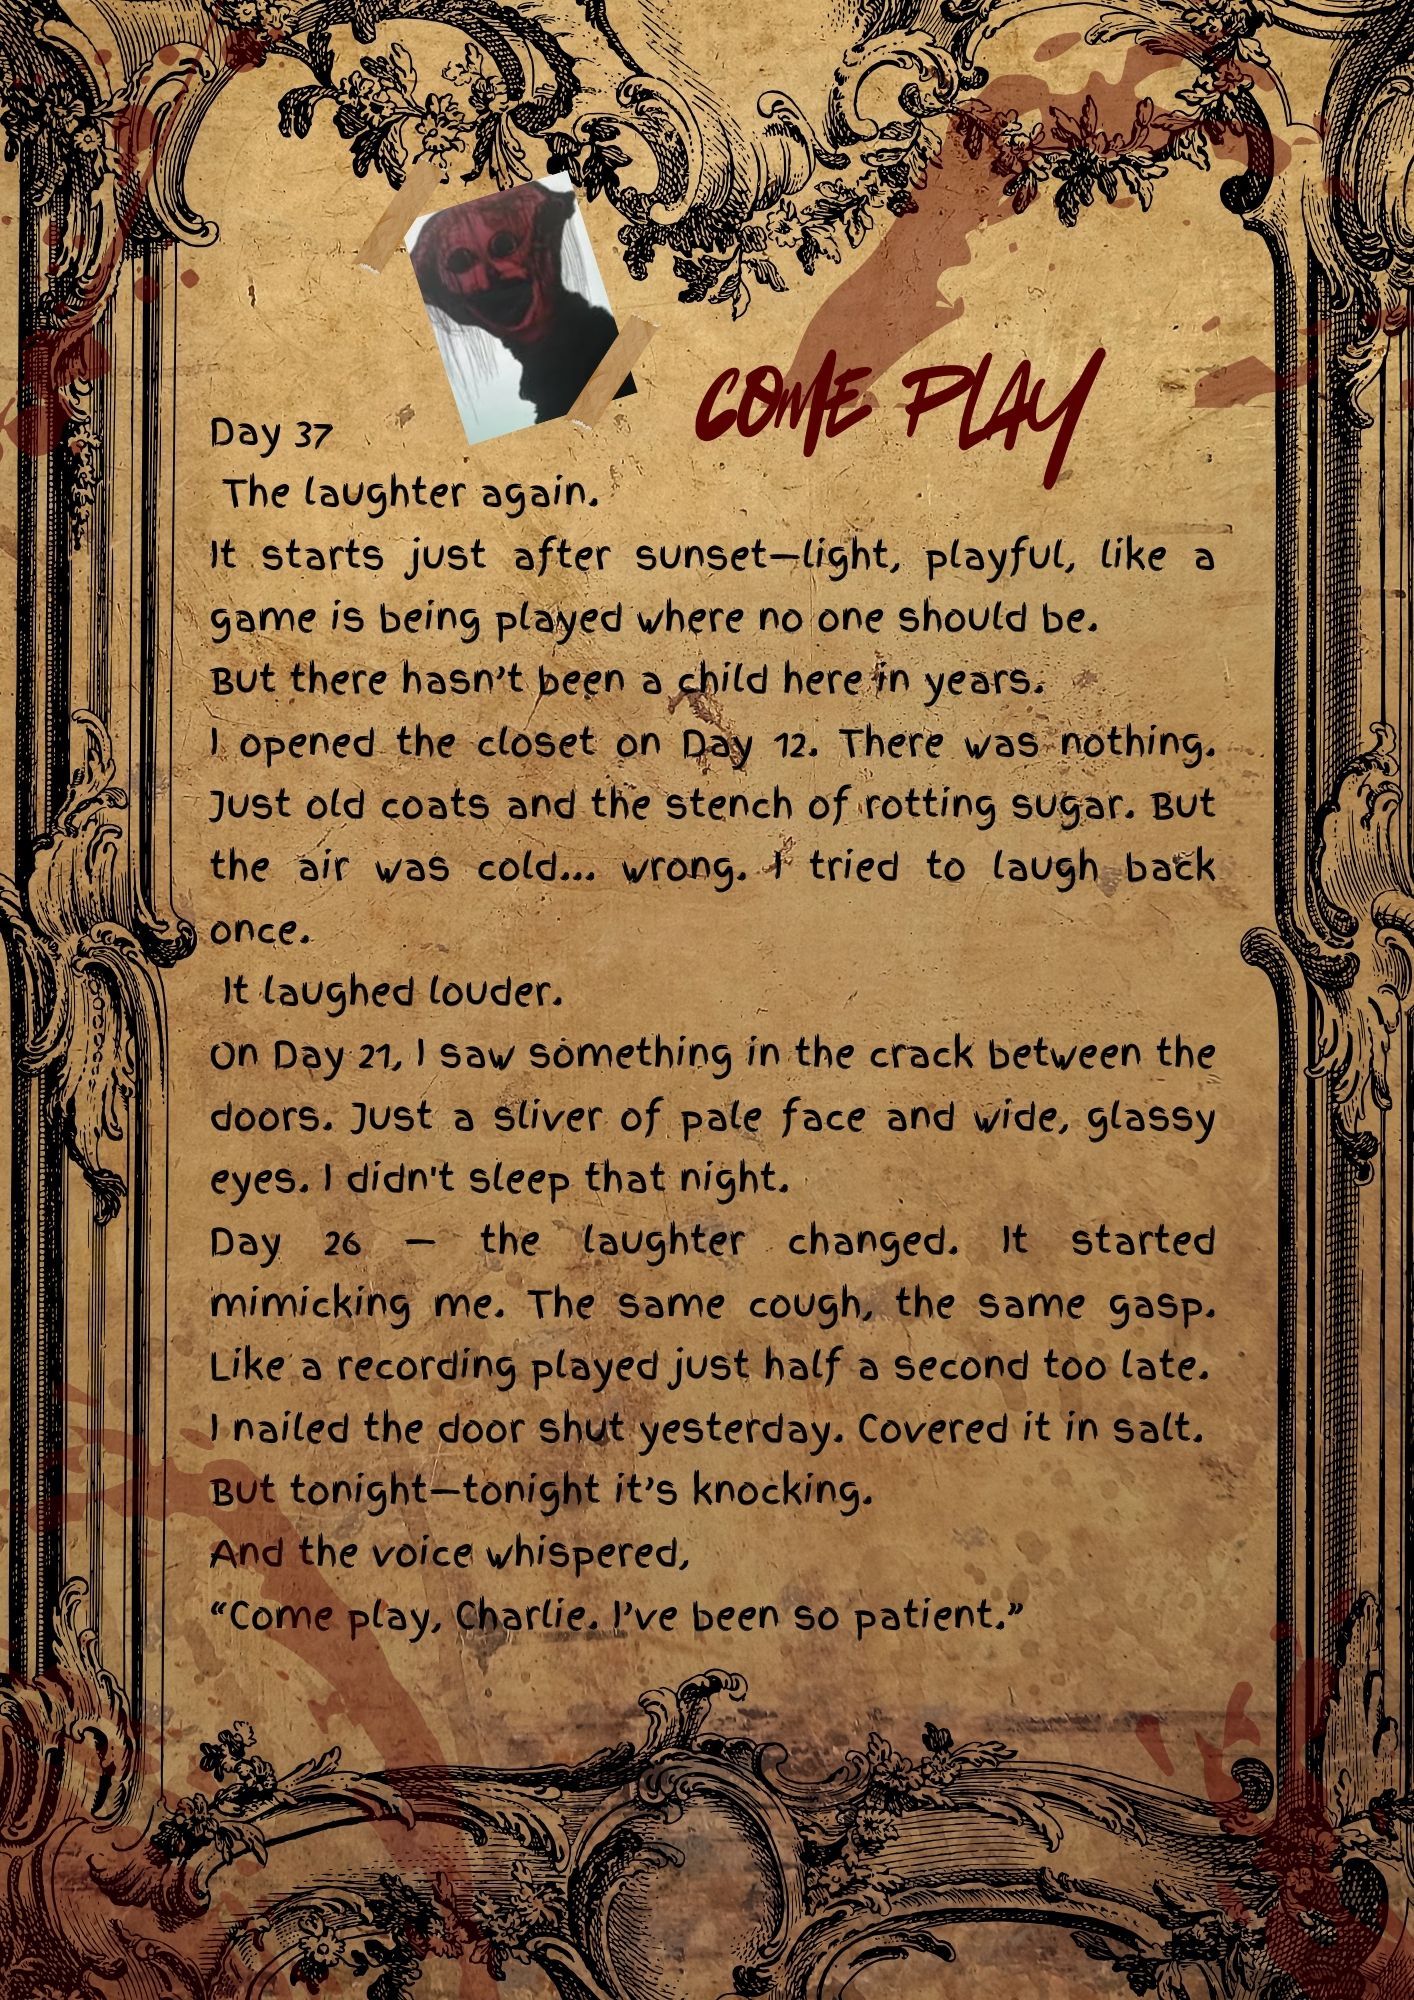 COME PLAY
Day 37
The laughter again.
It starts just after sunset—light, playful, like a
game is being played where no one should be.
But there hasn’t been a child here in years.
I opened the closet on Day 12. There was nothing.
Just old coats and the stench of rotting sugar. But
the air was cold... wrong. I tried to laugh back
once.
It laughed louder.
On Day 21, I saw something in the crack between the
doors. Just a sliver of pale face and wide, glassy
eyes. I didn't sleep that night.
Day 26 — the laughter changed. It started
mimicking me. The same cough, the same gasp.
Like a recording played just half a second too late.
I nailed the door shut yesterday. Covered it in salt.
But tonight—tonight it’s knocking.
And the voice whispered,
“Come play, Charlie. I’ve been so patient.”